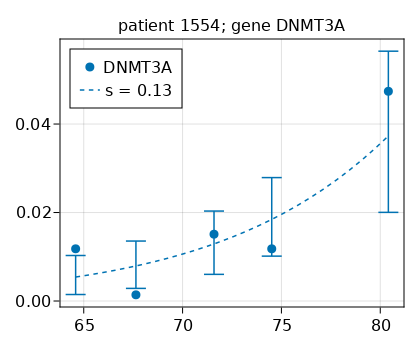 patient 1554; gene DNMT3A
DNMT3A
s = 0.13
0.04
0.02
0.00
65 70 75 80